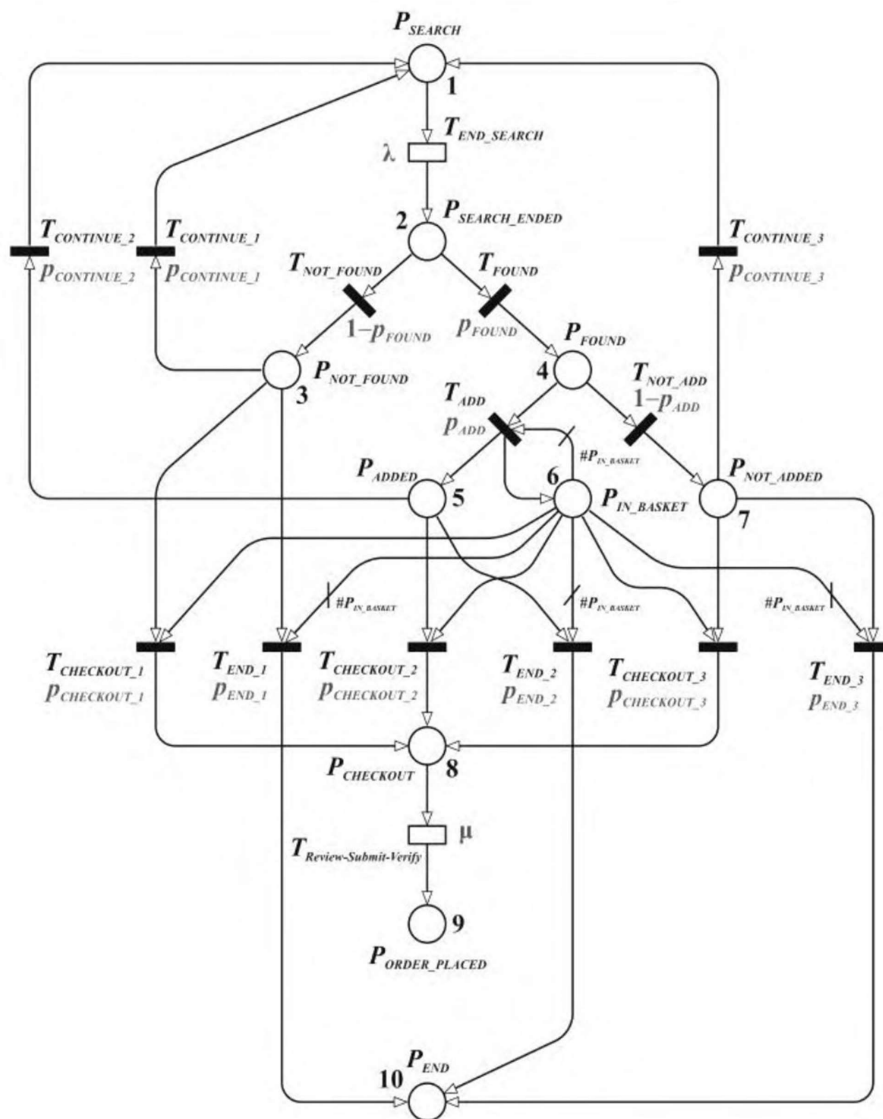 P_SEARCH
1
T_END_SEARCH
λ
P_SEARCH_ENDED
2
T_CONTINUE_2
T_CONTINUE_1
T_CONTINUE_3
p_CONTINUE_2
p_CONTINUE_1
p_CONTINUE_3
T_NOT_FOUND
T_FOUND
1–p_FOUND
p_FOUND
P_FOUND
4
P_NOT_FOUND
3
T_ADD
p_ADD
T_NOT_ADD
1–p_ADD
#P_IN_BASKET
P_ADDED
5
6
P_IN_BASKET
P_NOT_ADDED
7
#P_IN_BASKET
#P_IN_BASKET
#P_IN_BASKET
T_CHECKOUT_1
p_CHECKOUT_1
T_END_1
p_END_1
T_CHECKOUT_2
p_CHECKOUT_2
T_END_2
p_END_2
T_CHECKOUT_3
p_CHECKOUT_3
T_END_3
p_END_3
P_CHECKOUT
8
T_Review-Submit-Verify
μ
9
P_ORDER_PLACED
P_END
10